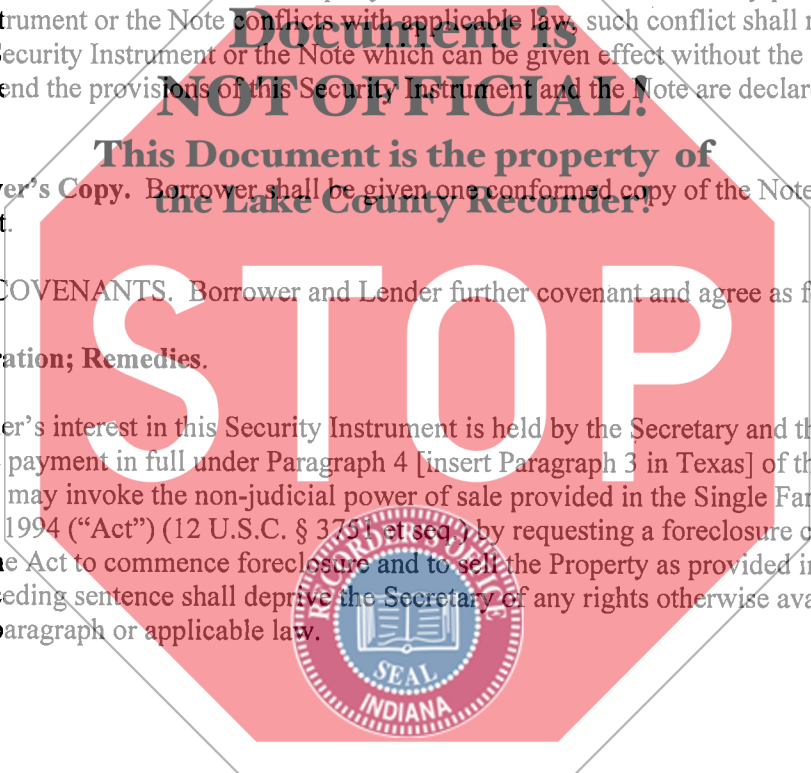 trument or the Note conflicts with applicable law, such conflict shall
Document is
ecurity Instrument or the Note which can be given effect without the
end the provisions of this Security Instrument and the Note are declar
NOT OFFICIAL!
This Document is the property of
er's Copy. Borrower shall be given one conformed copy of the Note
the Lake County Recorder!
t.
COVENANTS. Borrower and Lender further covenant and agree as f
STOP
ation; Remedies.
er's interest in this Security Instrument is held by the Secretary and th
payment in full under Paragraph 4 [insert Paragraph 3 in Texas] of th
may invoke the non-judicial power of sale provided in the Single Fam
1994 ("Act") (12 U.S.C. § 3751 et seq.) by requesting a foreclosure c
e Act to commence foreclosure and to sell the Property as provided in
eding sentence shall deprive the Secretary of any rights otherwise ava
paragraph or applicable law.
RECORDER'S OFFICE
SEAL
INDIANA